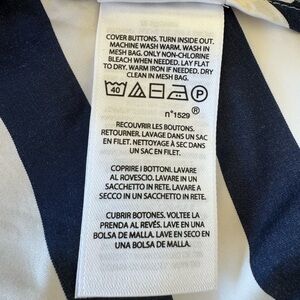 COVER BUTTONS. TURN INSIDE OUT.
MACHINE WASH WARM. WASH IN
MESH BAG. ONLY NON-CHLORINE
BLEACH WHEN NEEDED. LAY FLAT
TO DRY. WARM IRON IF NEEDED. DRY
CLEAN IN MESH BAG.
40 P
n°1529 ®
RECOUVRIR LES BOUTONS.
RETOURNER. LAVAGE DANS UN SAC
EN FILET. NETTOYAGE À SEC DANS
UN SAC EN FILET.
COPRIRE I BOTTONI. LAVARE
AL ROVESCIO. LAVARE IN UN
SACCHETTO IN RETE. LAVARE A
SECCO IN UN SACCHETTO IN RETE.
CUBRIR BOTONES. VOLTEE LA
PRENDA AL REVÉS. LAVE EN UNA
BOLSA DE MALLA. LAVE EN SECO EN
UNA BOLSA DE MALLA.